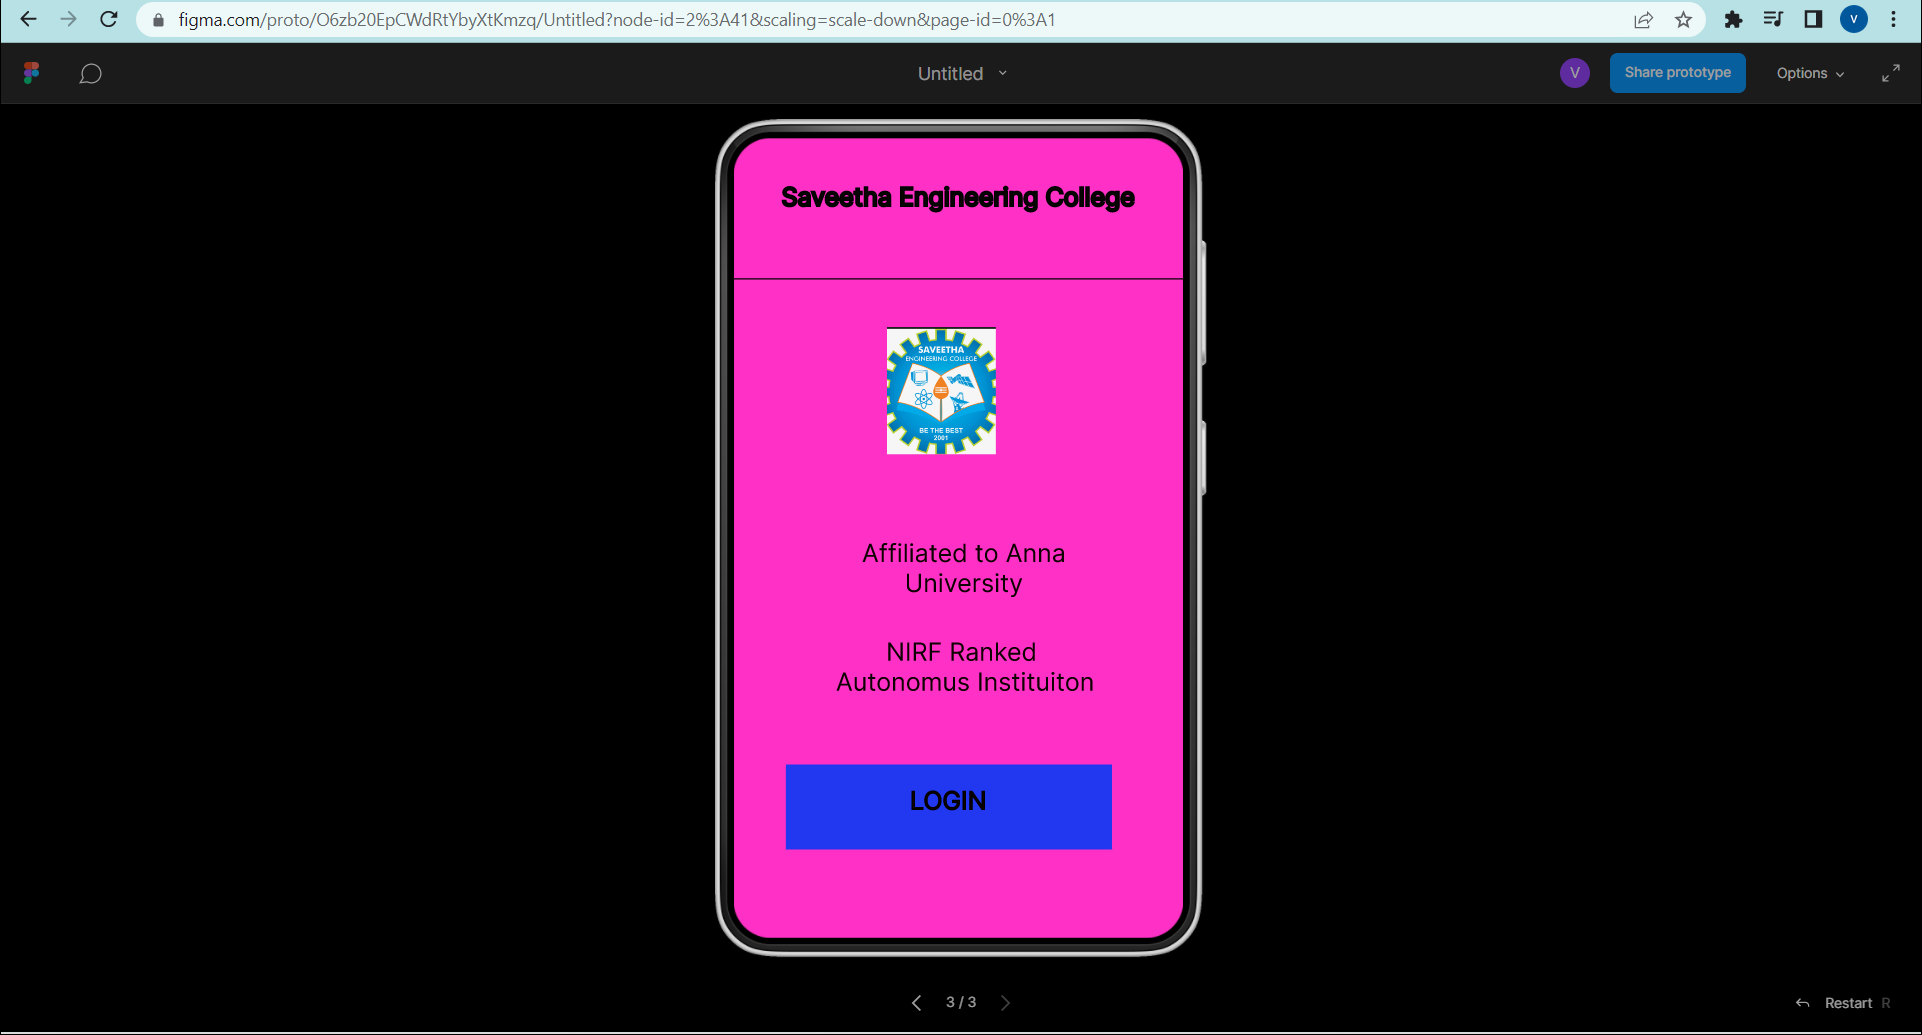 figma.com/proto/O6zb20EpCWdRtYbyXtKmzq/Untitled?node-id=2%3A41&scaling=scale-down&page-id=0%3A1
V
Untitled
V
Share prototype
Options
Saveetha Engineering College
SAVEETHA
ENGINEERING COLLEGE
BE THE BEST
2001
Affiliated to Anna
University
NIRF Ranked
Autonomus Instituiton
LOGIN
3 / 3
Restart R